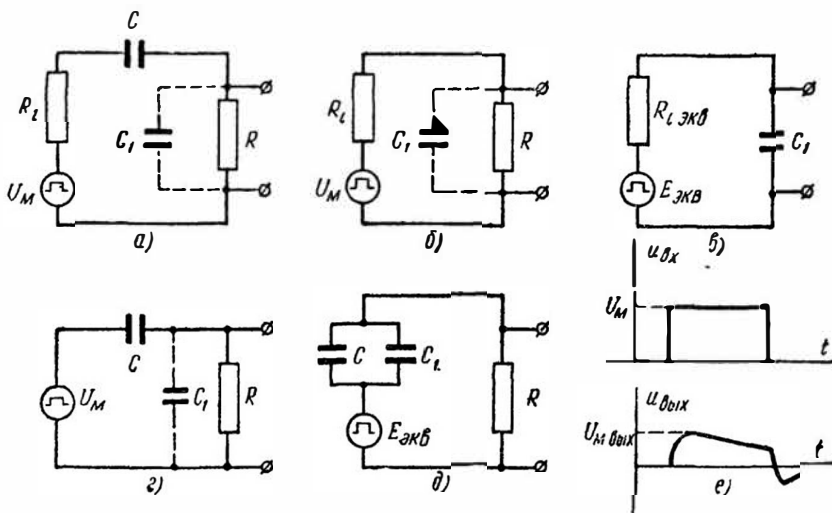 C
R_i
C_1
R
U_M
а)
R_i
C_1
R
U_M
б)
R_i экв
C_1
E_экв
в)
C
U_M
C_1
R
г)
C
C_1
E_экв
R
д)
u_вх
U_M
t
u_вых
U_M вых
t
е)